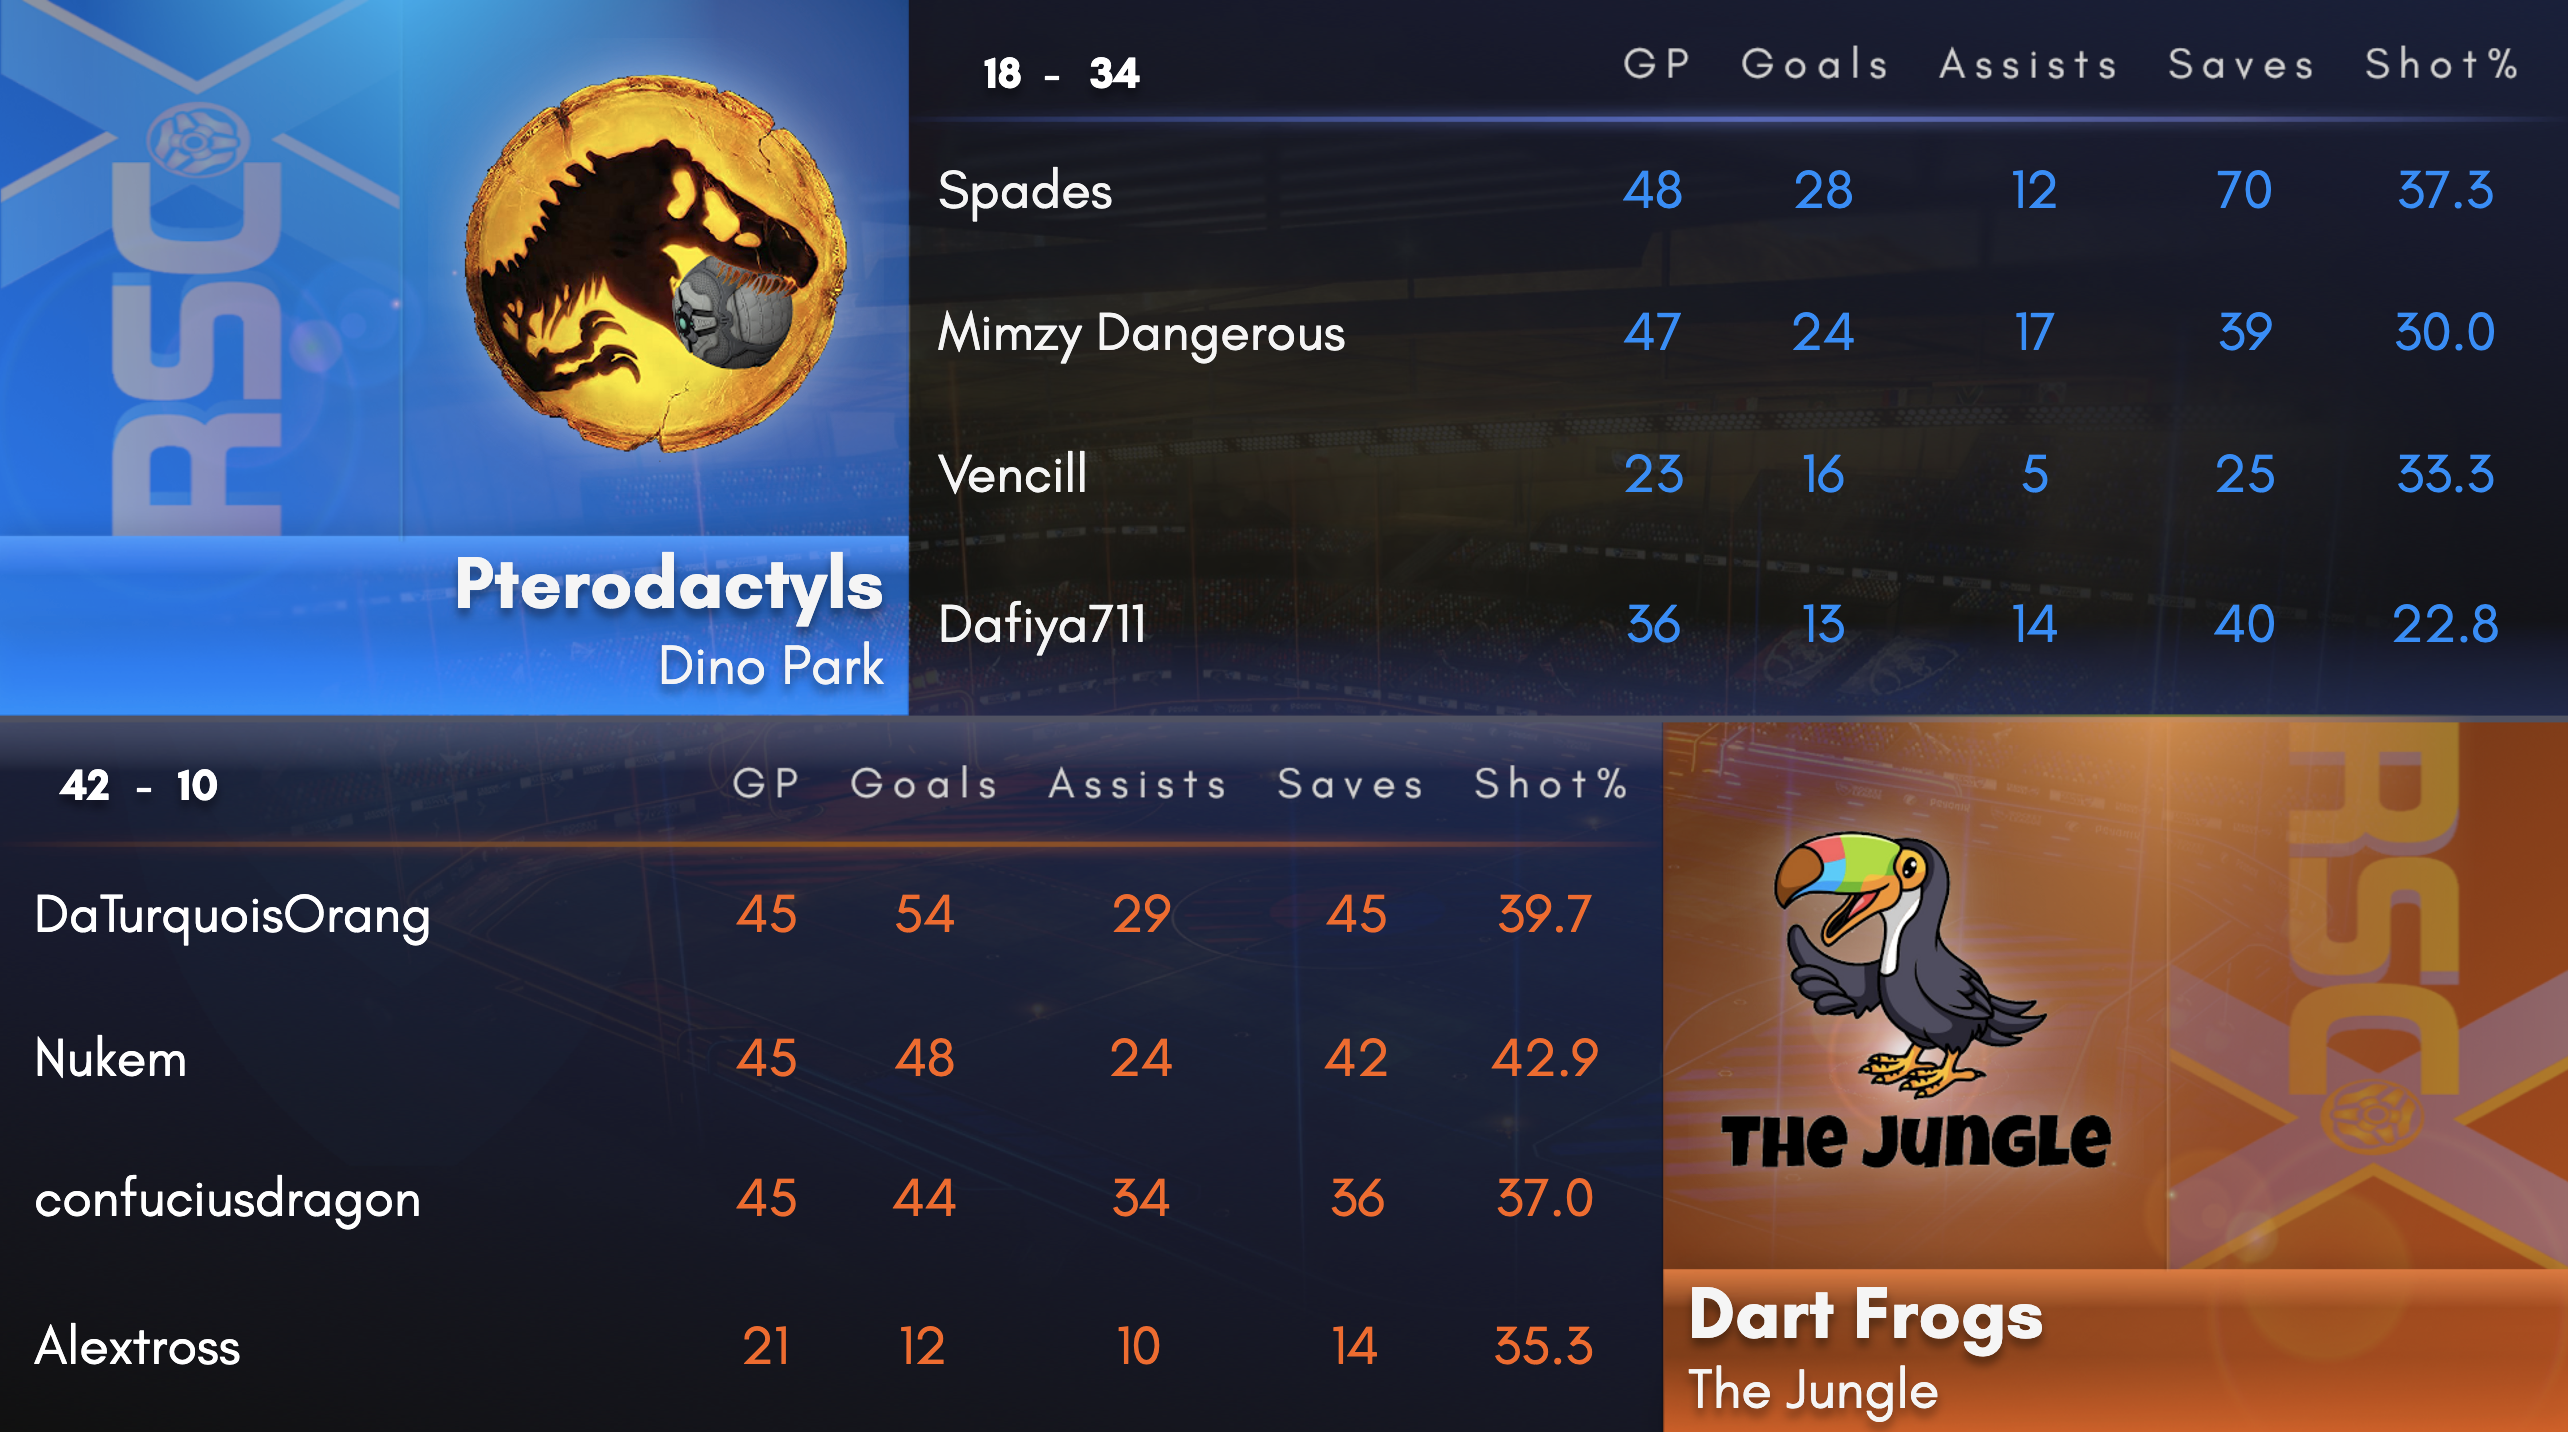 RSC
18 - 34 GP Goals Assists Saves Shot%
Spades 48 28 12 70 37.3
Mimzy Dangerous 47 24 17 39 30.0
Vencill 23 16 5 25 33.3
Dafiya711 36 13 14 40 22.8
Pterodactyls
Dino Park
42 - 10 GP Goals Assists Saves Shot%
DaTurquoisOrang 45 54 29 45 39.7
Nukem 45 48 24 42 42.9
confuciusdragon 45 44 34 36 37.0
Alextross 21 12 10 14 35.3
THE JUNGLE
RSC
Dart Frogs
The Jungle